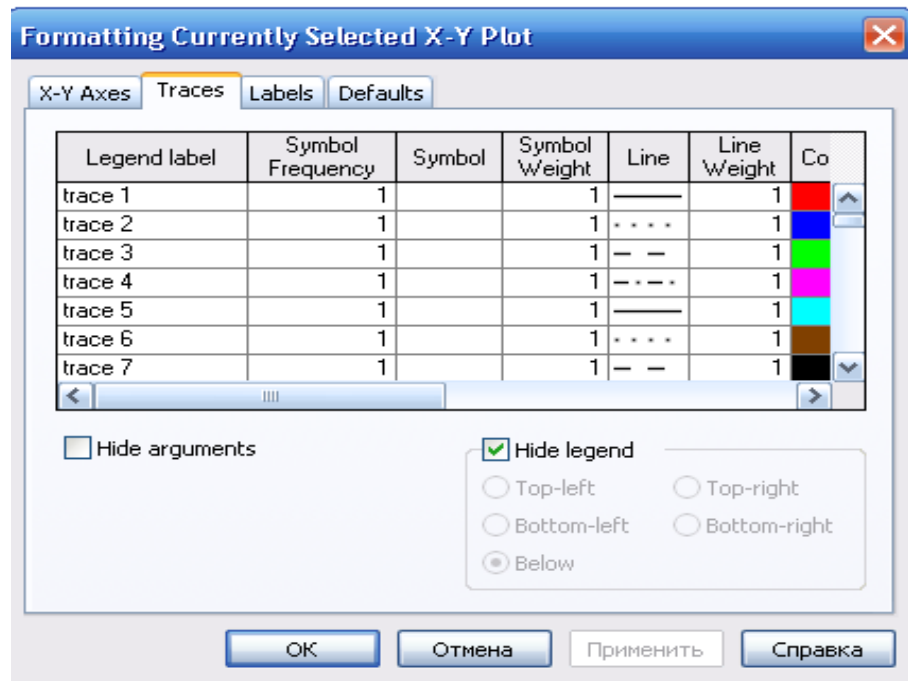 Formatting Currently Selected X-Y Plot
X-Y Axes Traces Labels Defaults
Legend label Symbol Frequency Symbol Symbol Weight Line Line Weight Co
trace 1 1 1 1
trace 2 1 1 1
trace 3 1 1 1
trace 4 1 1 1
trace 5 1 1 1
trace 6 1 1 1
trace 7 1 1 1
Hide arguments
Hide legend
Top-left Top-right
Bottom-left Bottom-right
Below
OK Отмена Применить Справка